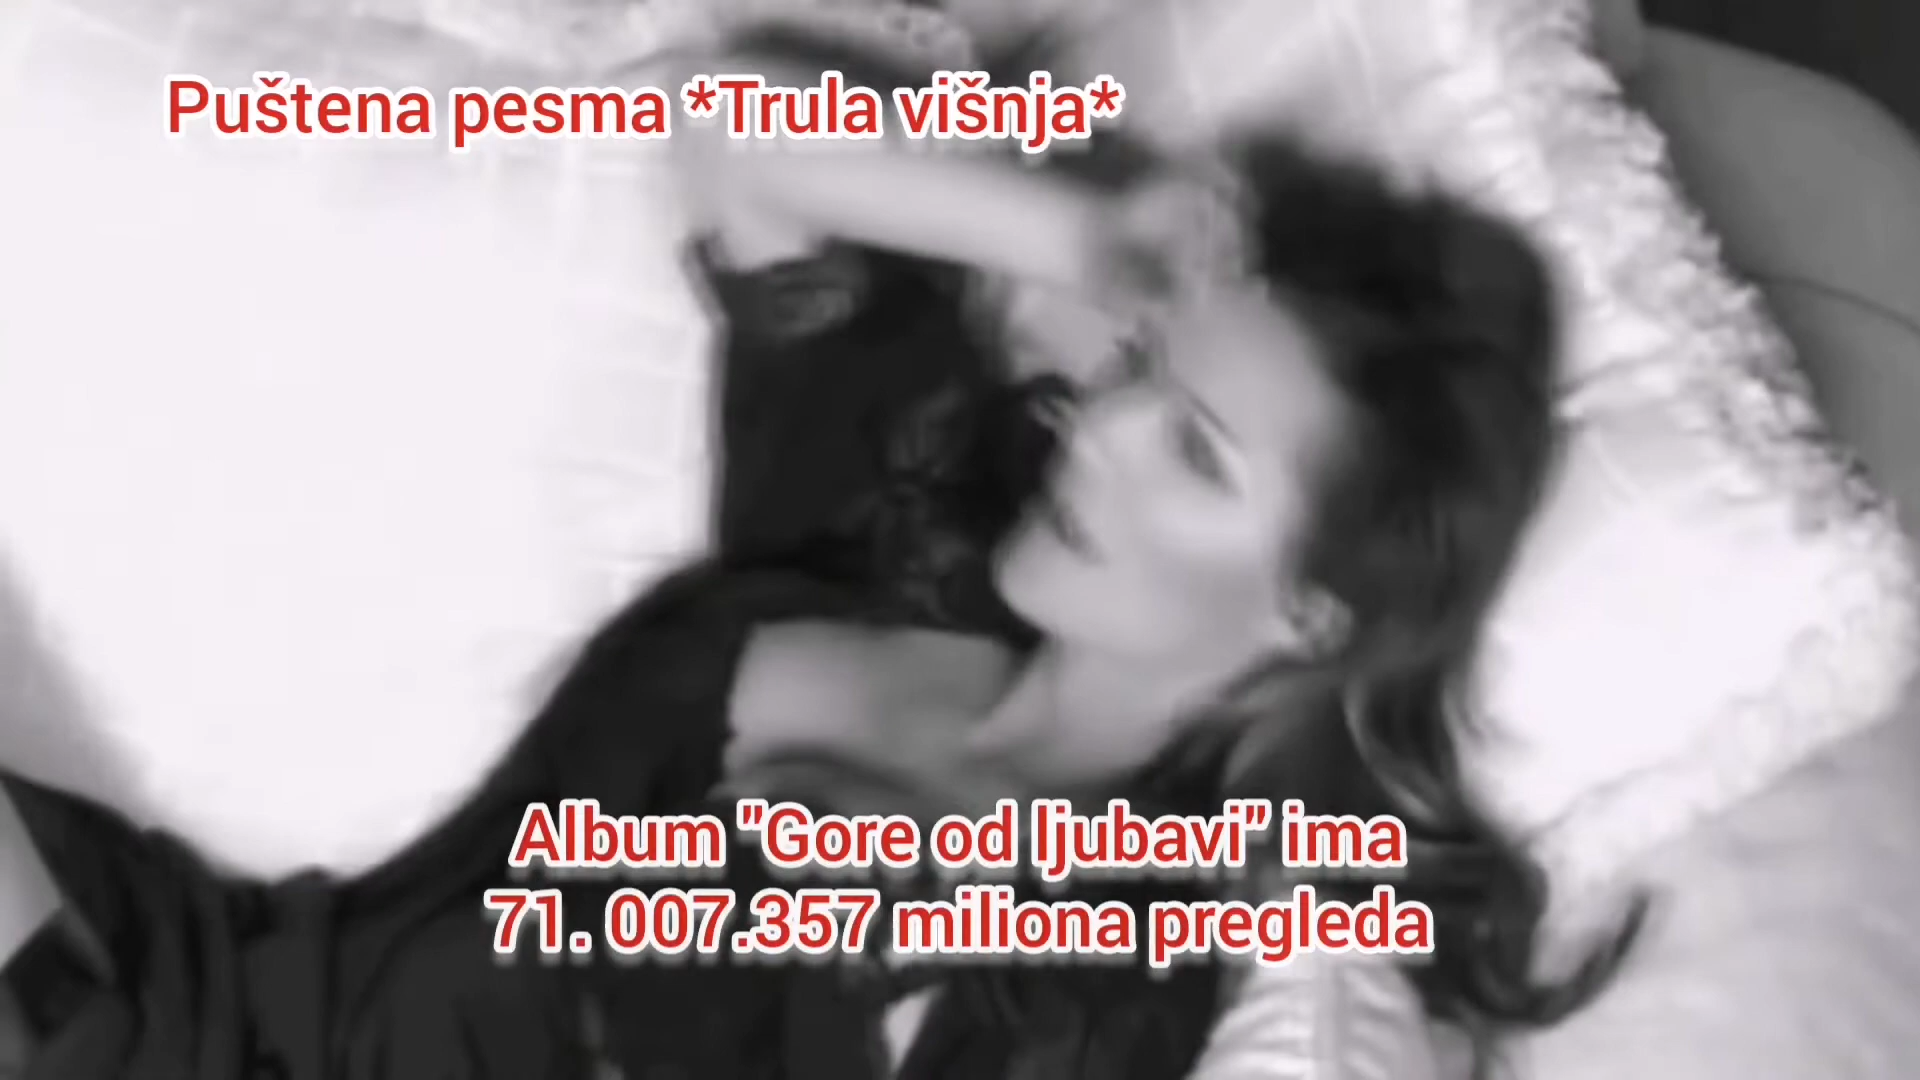 Puštena pesma *Trula višnja*
Album "Gore od ljubavi" ima
71. 007.357 miliona pregleda